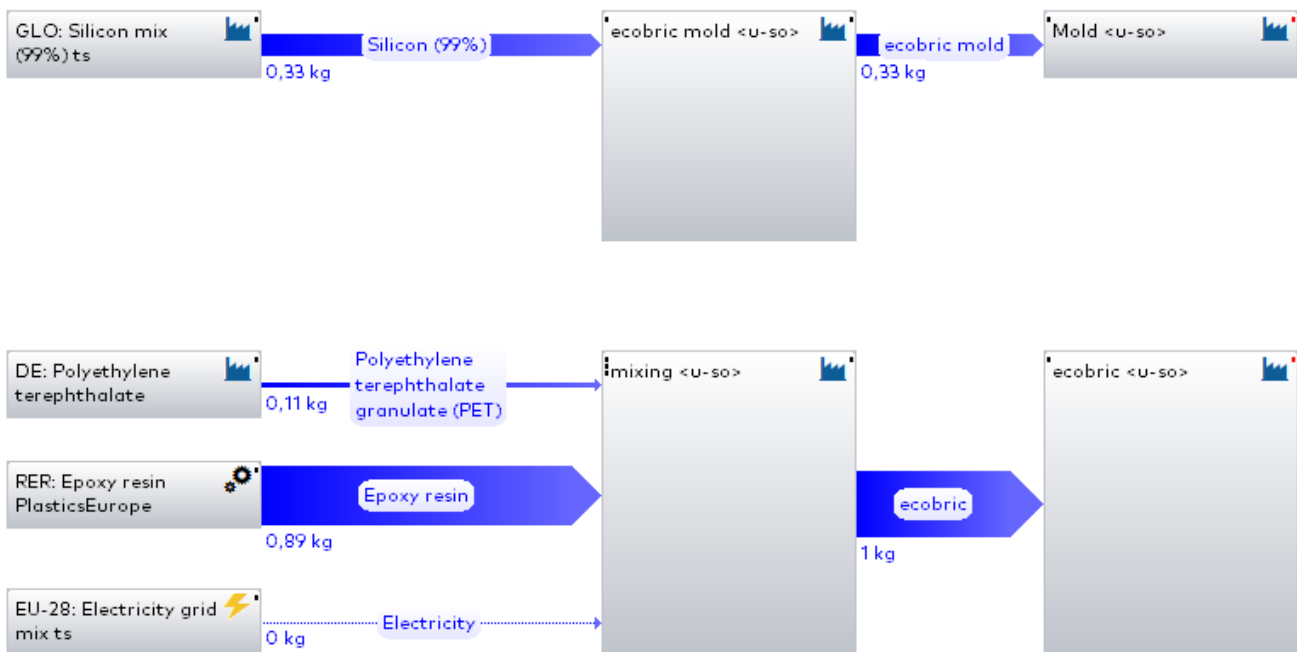 GLO: Silicon mix
(99%) ts
Silicon (99%)
0,33 kg
ecobric mold <u-so>
ecobric mold
0,33 kg
Mold <u-so>
DE: Polyethylene
terephthalate
Polyethylene
terephthalate
granulate (PET)
0,11 kg
mixing <u-so>
ecobric <u-so>
RER: Epoxy resin
PlasticsEurope
Epoxy resin
0,89 kg
ecobric
1 kg
EU-28: Electricity grid
mix ts
Electricity
0 kg